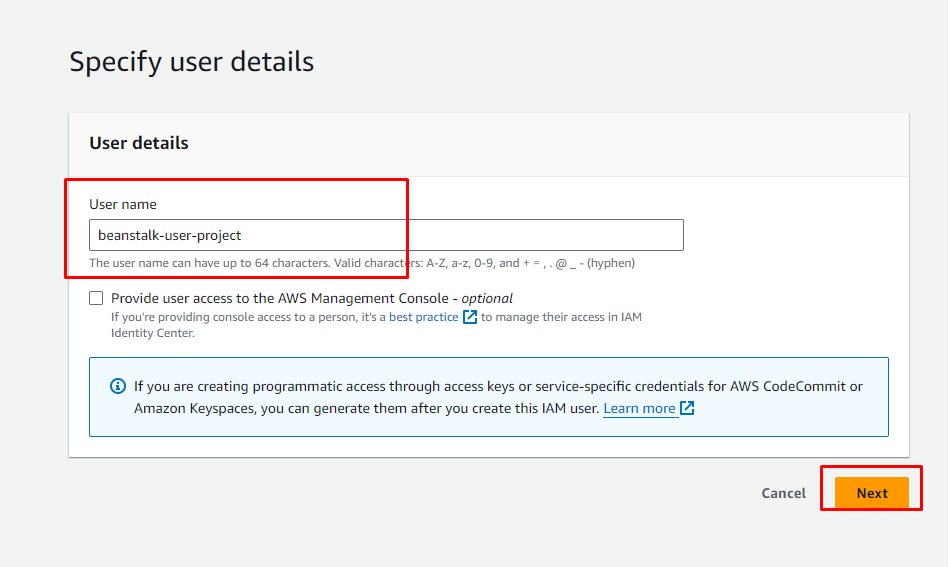 Specify user details
User details
User name
beanstalk-user-project
The user name can have up to 64 characters. Valid characters: A-Z, a-z, 0-9, and + = , . @ _ - (hyphen)
Provide user access to the AWS Management Console - optional
If you're providing console access to a person, it's a best practice to manage their access in IAM
Identity Center.
If you are creating programmatic access through access keys or service-specific credentials for AWS CodeCommit or
Amazon Keyspaces, you can generate them after you create this IAM user. Learn more
Cancel Next